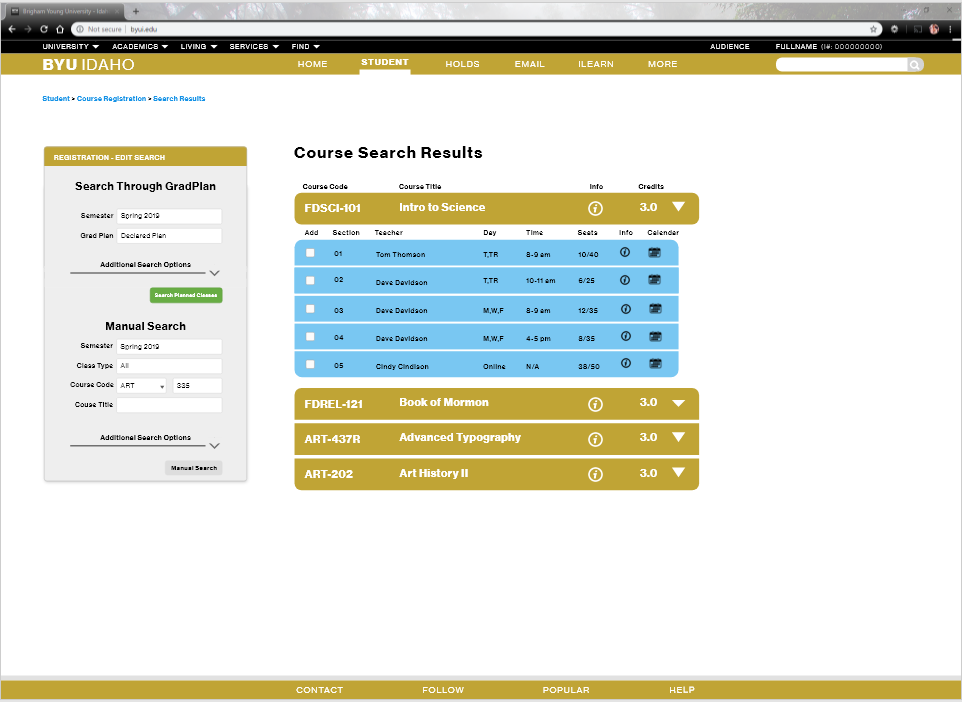 Brigham Young University - Ida
Not secure | byui.edu
UNIVERSITY ACADEMICS LIVING SERVICES FIND AUDIENCE FULLNAME (I#: 000000000)
BYU IDAHO HOME STUDENT HOLDS EMAIL ILEARN MORE
Student > Course Registration > Search Results
REGISTRATION - EDIT SEARCH
Search Through GradPlan
Semester Spring 2019
Grad Plan Declared Plan
Additional Search Options
Search Planned Classes
Manual Search
Semester Spring 2019
Class Type All
Course Code ART 335
Couse Title
Additional Search Options
Manual Search
Course Search Results
Course Code Course Title Info Credits
FDSCI-101 Intro to Science 3.0
Add Section Teacher Day Time Seats Info Calendar
01 Tom Thomson T,TR 8-9 am 10/40
02 Dave Davidson T,TR 10-11 am 6/25
03 Dave Davidson M,W,F 8-9 am 12/35
04 Dave Davidson M,W,F 4-5 pm 8/35
05 Cindy Cindison Online N/A 38/50
FDREL-121 Book of Mormon 3.0
ART-437R Advanced Typography 3.0
ART-202 Art History II 3.0
CONTACT FOLLOW POPULAR HELP